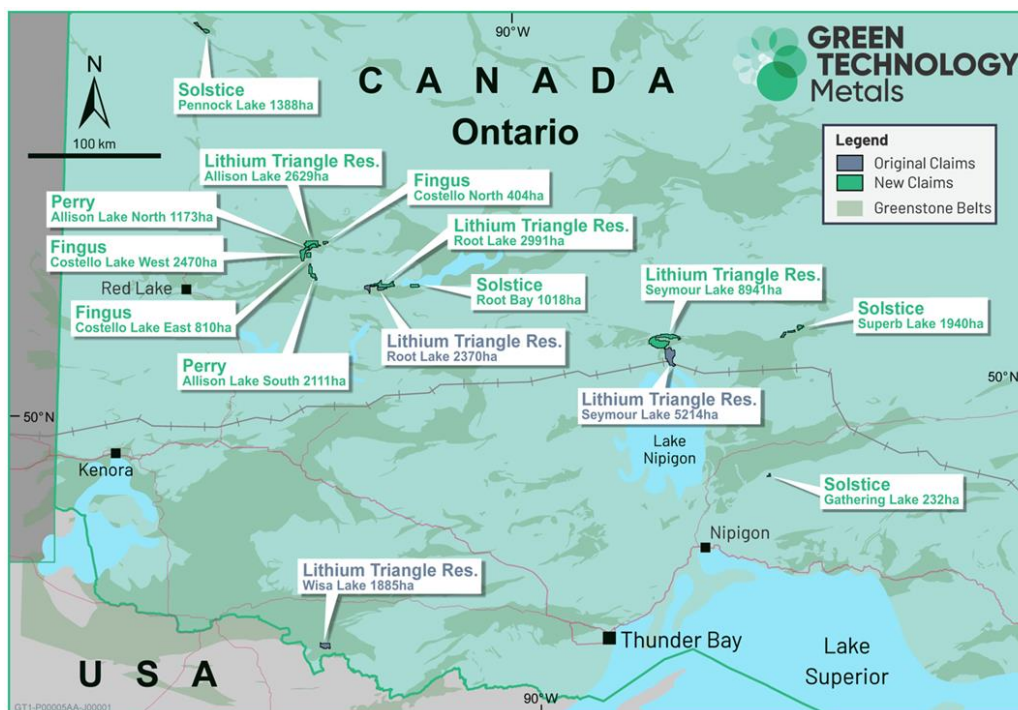 90°W
GREEN
TECHNOLOGY
Metals
N
100 km
CANADA
Ontario
Legend
Original Claims
New Claims
Greenstone Belts
Solstice
Pennock Lake 1388ha
Lithium Triangle Res.
Allison Lake 2629ha
Fingus
Costello North 404ha
Perry
Allison Lake North 1173ha
Lithium Triangle Res.
Root Lake 2991ha
Fingus
Costello Lake West 2470ha
Red Lake
Solstice
Root Bay 1018ha
Lithium Triangle Res.
Seymour Lake 8941ha
Solstice
Superb Lake 1940ha
Fingus
Costello Lake East 810ha
Lithium Triangle Res.
Root Lake 2370ha
Perry
Allison Lake South 2111ha
Lithium Triangle Res.
Seymour Lake 5214ha
50°N
50°N
Kenora
Lake
Nipigon
Solstice
Gathering Lake 232ha
Nipigon
Lithium Triangle Res.
Wisa Lake 1885ha
Thunder Bay
Lake
Superior
USA
90°W
GT1-P00005AA-J00001